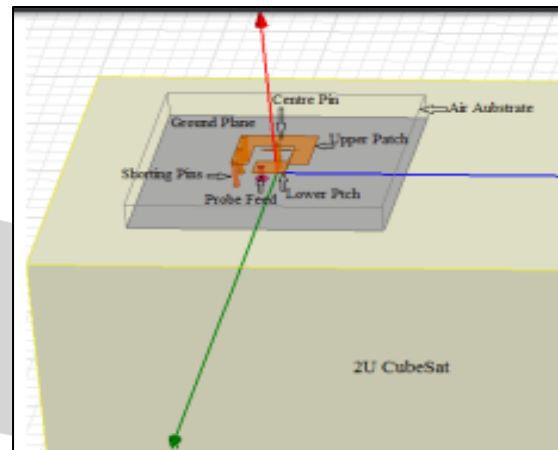 Centre Pin
Air Aubstrate
Ground Plane
Upper Patch
Shorting Pins
Probe Feed
Lower Ptch
2U CubeSat